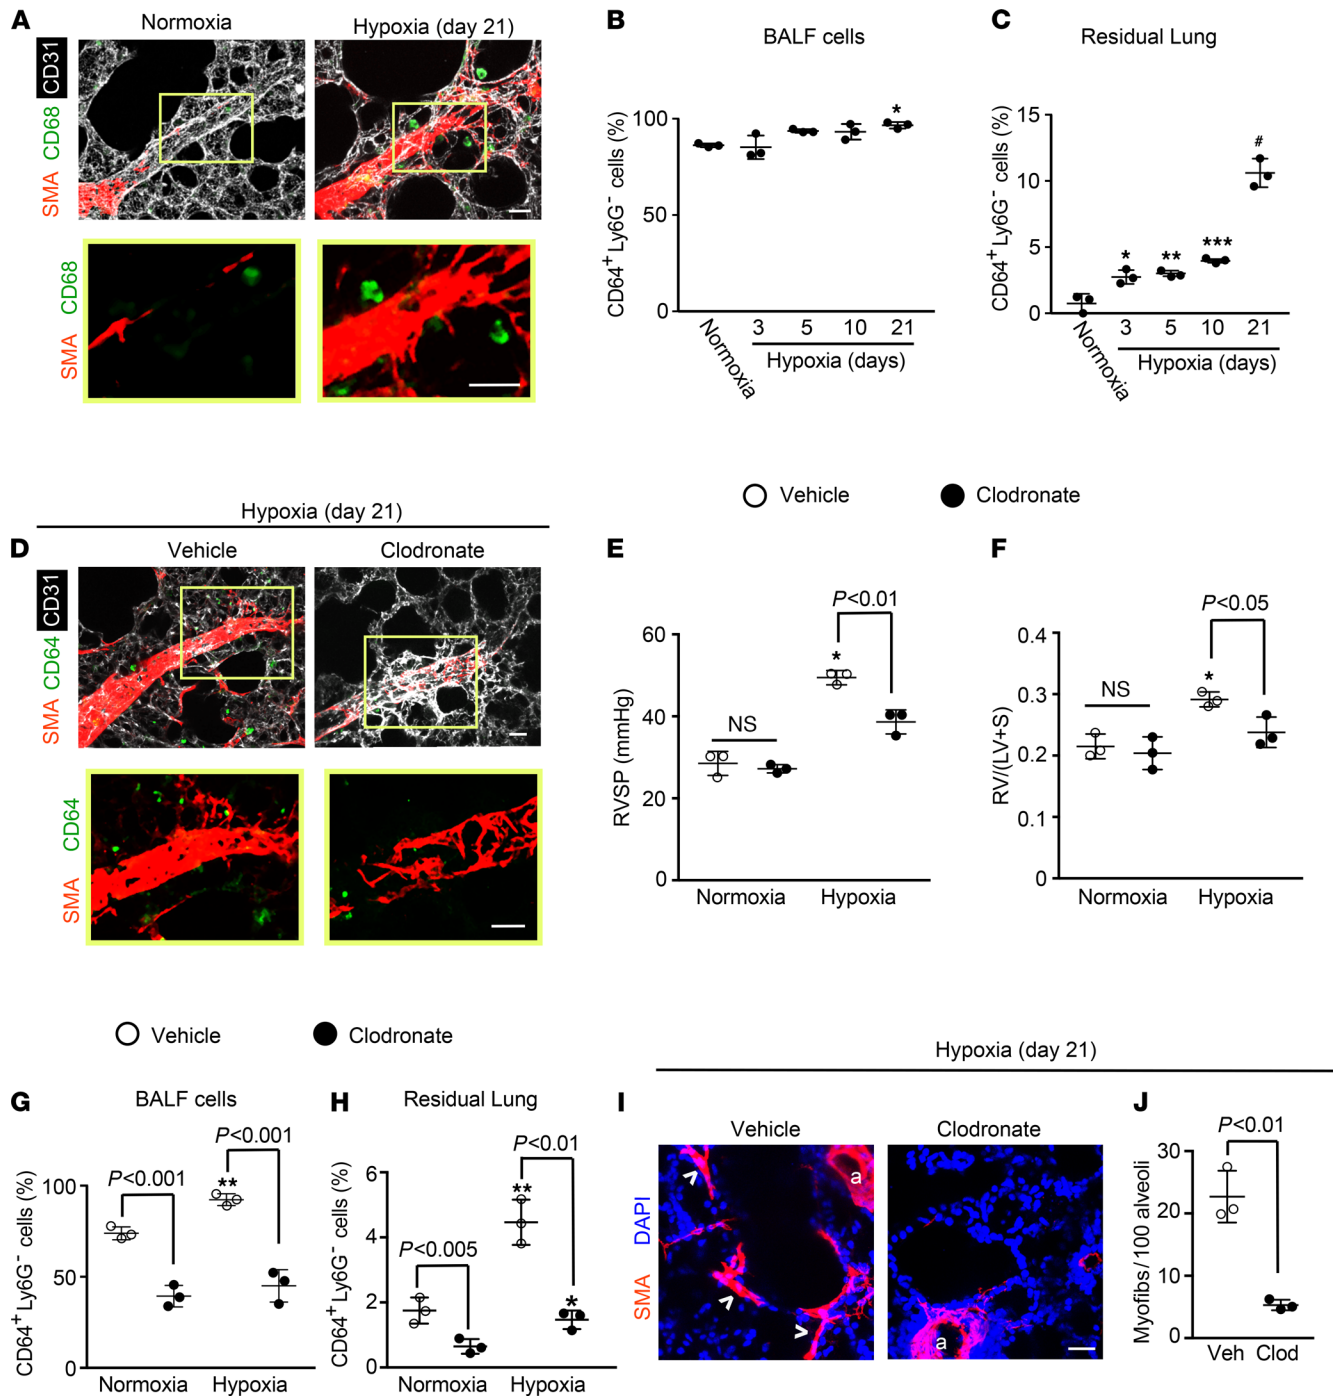 A
Normoxia
Hypoxia (day 21)
SMA CD68 CD31
SMA CD68
B
BALF cells
CD64+ Ly6G- cells (%)
100
50
0
*
Normoxia
3 5 10 21
Hypoxia (days)
C
Residual Lung
CD64+ Ly6G- cells (%)
15
10
5
0
* ** *** #
Normoxia
3 5 10 21
Hypoxia (days)
Hypoxia (day 21)
D
Vehicle
Clodronate
SMA CD64 CD31
SMA CD64
Vehicle
Clodronate
E
RVSP (mmHg)
60
40
20
0
NS
*
P<0.01
Normoxia
Hypoxia
F
RV/(LV+S)
0.4
0.3
0.2
0.1
0
NS
*
P<0.05
Normoxia
Hypoxia
Vehicle
Clodronate
G
BALF cells
CD64+ Ly6G- cells (%)
100
50
0
P<0.001
P<0.001
**
Normoxia
Hypoxia
H
Residual Lung
CD64+ Ly6G- cells (%)
6
4
2
0
P<0.005
P<0.01
**
*
Normoxia
Hypoxia
Hypoxia (day 21)
I
Vehicle
Clodronate
SMA DAPI
a
a
J
Myofibs/100 alveoli
30
20
10
0
P<0.01
Veh
Clod